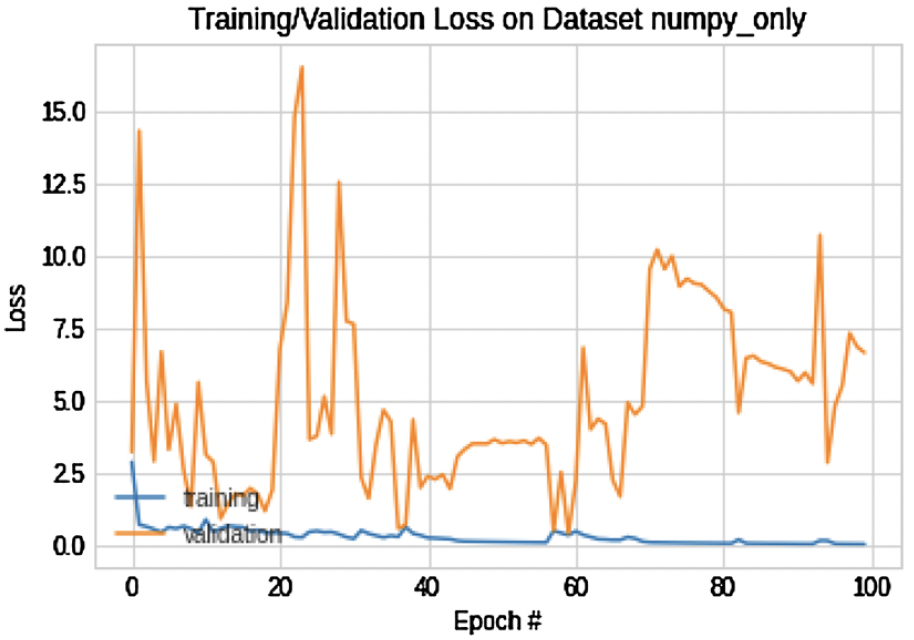 Training/Validation Loss on Dataset numpy_only
15.0
12.5
10.0
7.5
5.0
2.5
0.0
Loss
training
validation
0 20 40 60 80 100
Epoch #